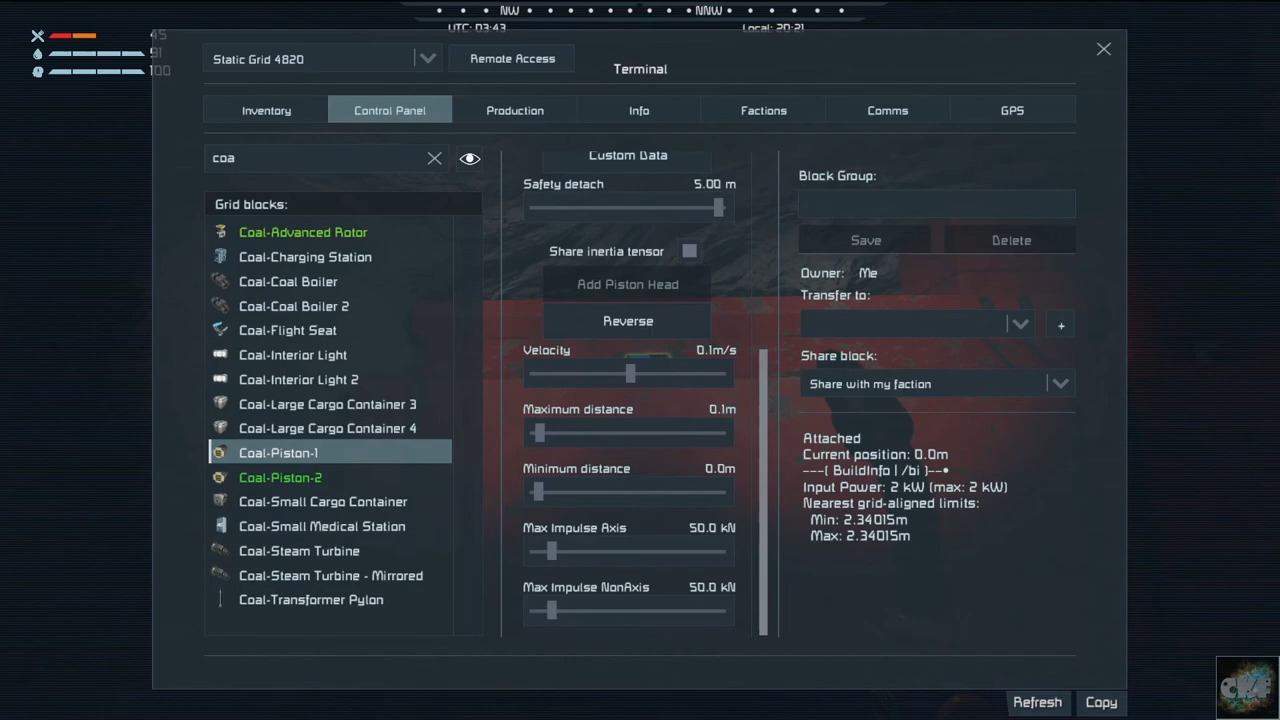 NW
NNW
UTC: 03:43
Local: 20:21
45
91
100
Static Grid 4820
Remote Access
Terminal
Inventory
Control Panel
Production
Info
Factions
Comms
GPS
coa
Grid blocks:
Coal-Advanced Rotor
Coal-Charging Station
Coal-Coal Boiler
Coal-Coal Boiler 2
Coal-Flight Seat
Coal-Interior Light
Coal-Interior Light 2
Coal-Large Cargo Container 3
Coal-Large Cargo Container 4
Coal-Piston-1
Coal-Piston-2
Coal-Small Cargo Container
Coal-Small Medical Station
Coal-Steam Turbine
Coal-Steam Turbine - Mirrored
Coal-Transformer Pylon
Custom Data
Safety detach 5.00 m
Share inertia tensor
Add Piston Head
Reverse
Velocity 0.1m/s
Maximum distance 0.1m
Minimum distance 0.0m
Max Impulse Axis 50.0 kN
Max Impulse NonAxis 50.0 kN
Block Group:
Save
Delete
Owner: Me
Transfer to:
+
Share block:
Share with my faction
Attached
Current position: 0.0m
---( BuildInfo | /bi )--•
Input Power: 2 kW (max: 2 kW)
Nearest grid-aligned limits:
Min: 2.34015m
Max: 2.34015m
Refresh
Copy